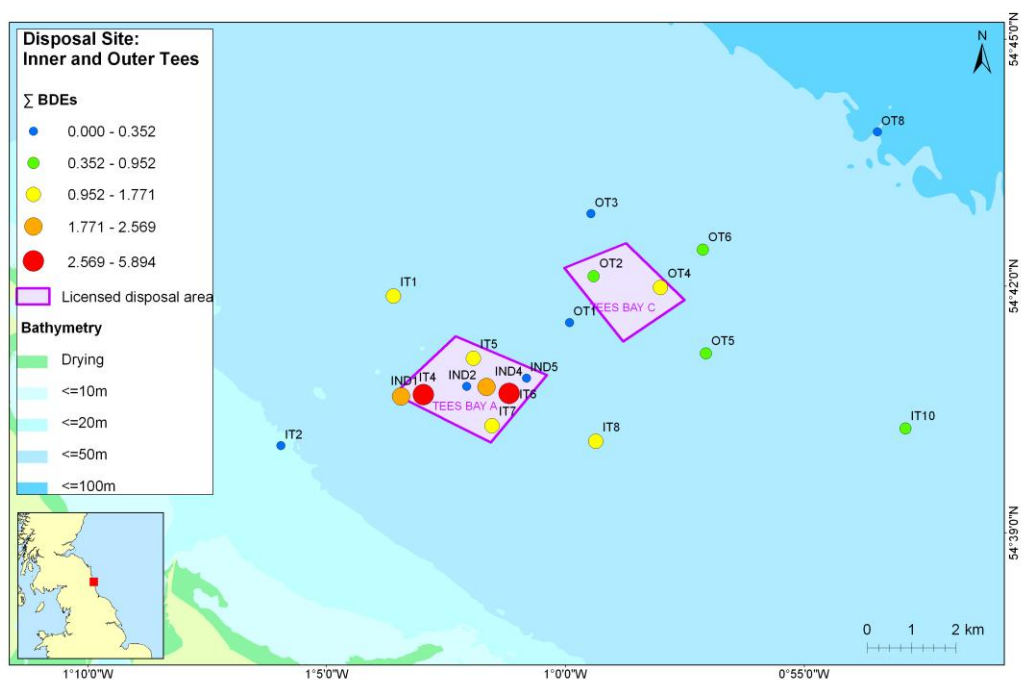 Disposal Site:
Inner and Outer Tees
∑ BDEs
0.000 - 0.352
0.352 - 0.952
0.952 - 1.771
1.771 - 2.569
2.569 - 5.894
Licensed disposal area
Bathymetry
Drying
<=10m
<=20m
<=50m
<=100m
N
OT8
OT3
OT6
OT2
OT4
TEES BAY C
IT1
OT1
OT5
IT5
IND1
IT4
IND2
IND4
IND5
IT6
TEES BAY A
IT7
IT8
IT10
IT2
54°45'0"N
54°42'0"N
54°39'0"N
0 1 2 km
1°10'0"W
1°5'0"W
1°0'0"W
0°55'0"W